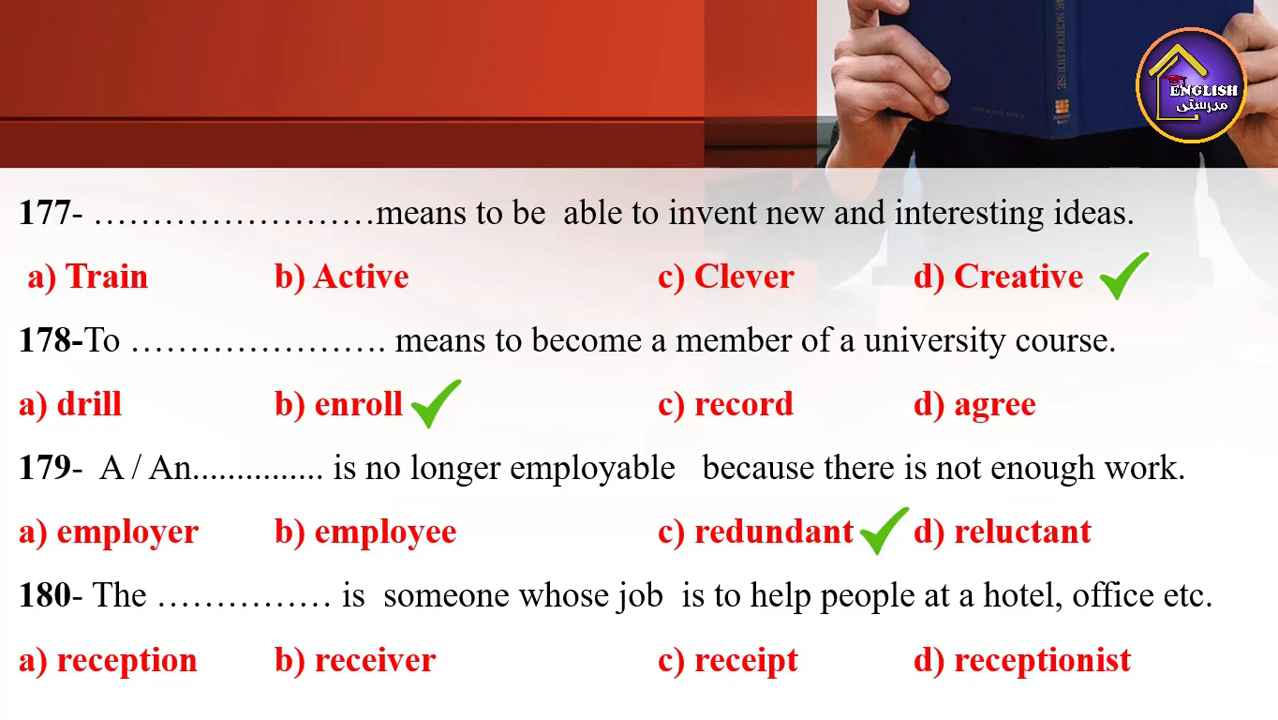 ENGLISH
مدرستي
177- ……………………means to be able to invent new and interesting ideas.
a) Train b) Active c) Clever d) Creative
178-To …………………. means to become a member of a university course.
a) drill b) enroll c) record d) agree
179- A / An.............. is no longer employable because there is not enough work.
a) employer b) employee c) redundant d) reluctant
180- The …………… is someone whose job is to help people at a hotel, office etc.
a) reception b) receiver c) receipt d) receptionist